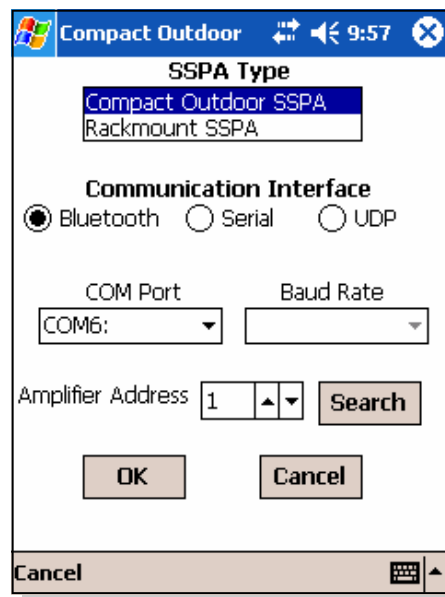 Compact Outdoor 9:57
SSPA Type
Compact Outdoor SSPA
Rackmount SSPA
Communication Interface
Bluetooth Serial UDP
COM Port Baud Rate
COM6:
Amplifier Address 1 Search
OK Cancel
Cancel